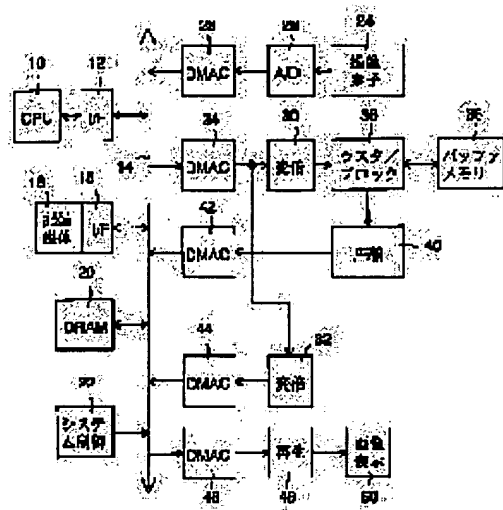 10
12
28
26
24
CPU
I/F
DMAC
A/D
撮像
素子
34
30
36
38
14
DMAC
変倍
ラスタ/
ブロック
バッファ
メモリ
18
16
42
記録
媒体
I/F
DMAC
圧縮
40
20
DRAM
44
32
DMAC
変倍
22
システ
ム制御
DMAC
再生
画像
表示
46
48
50